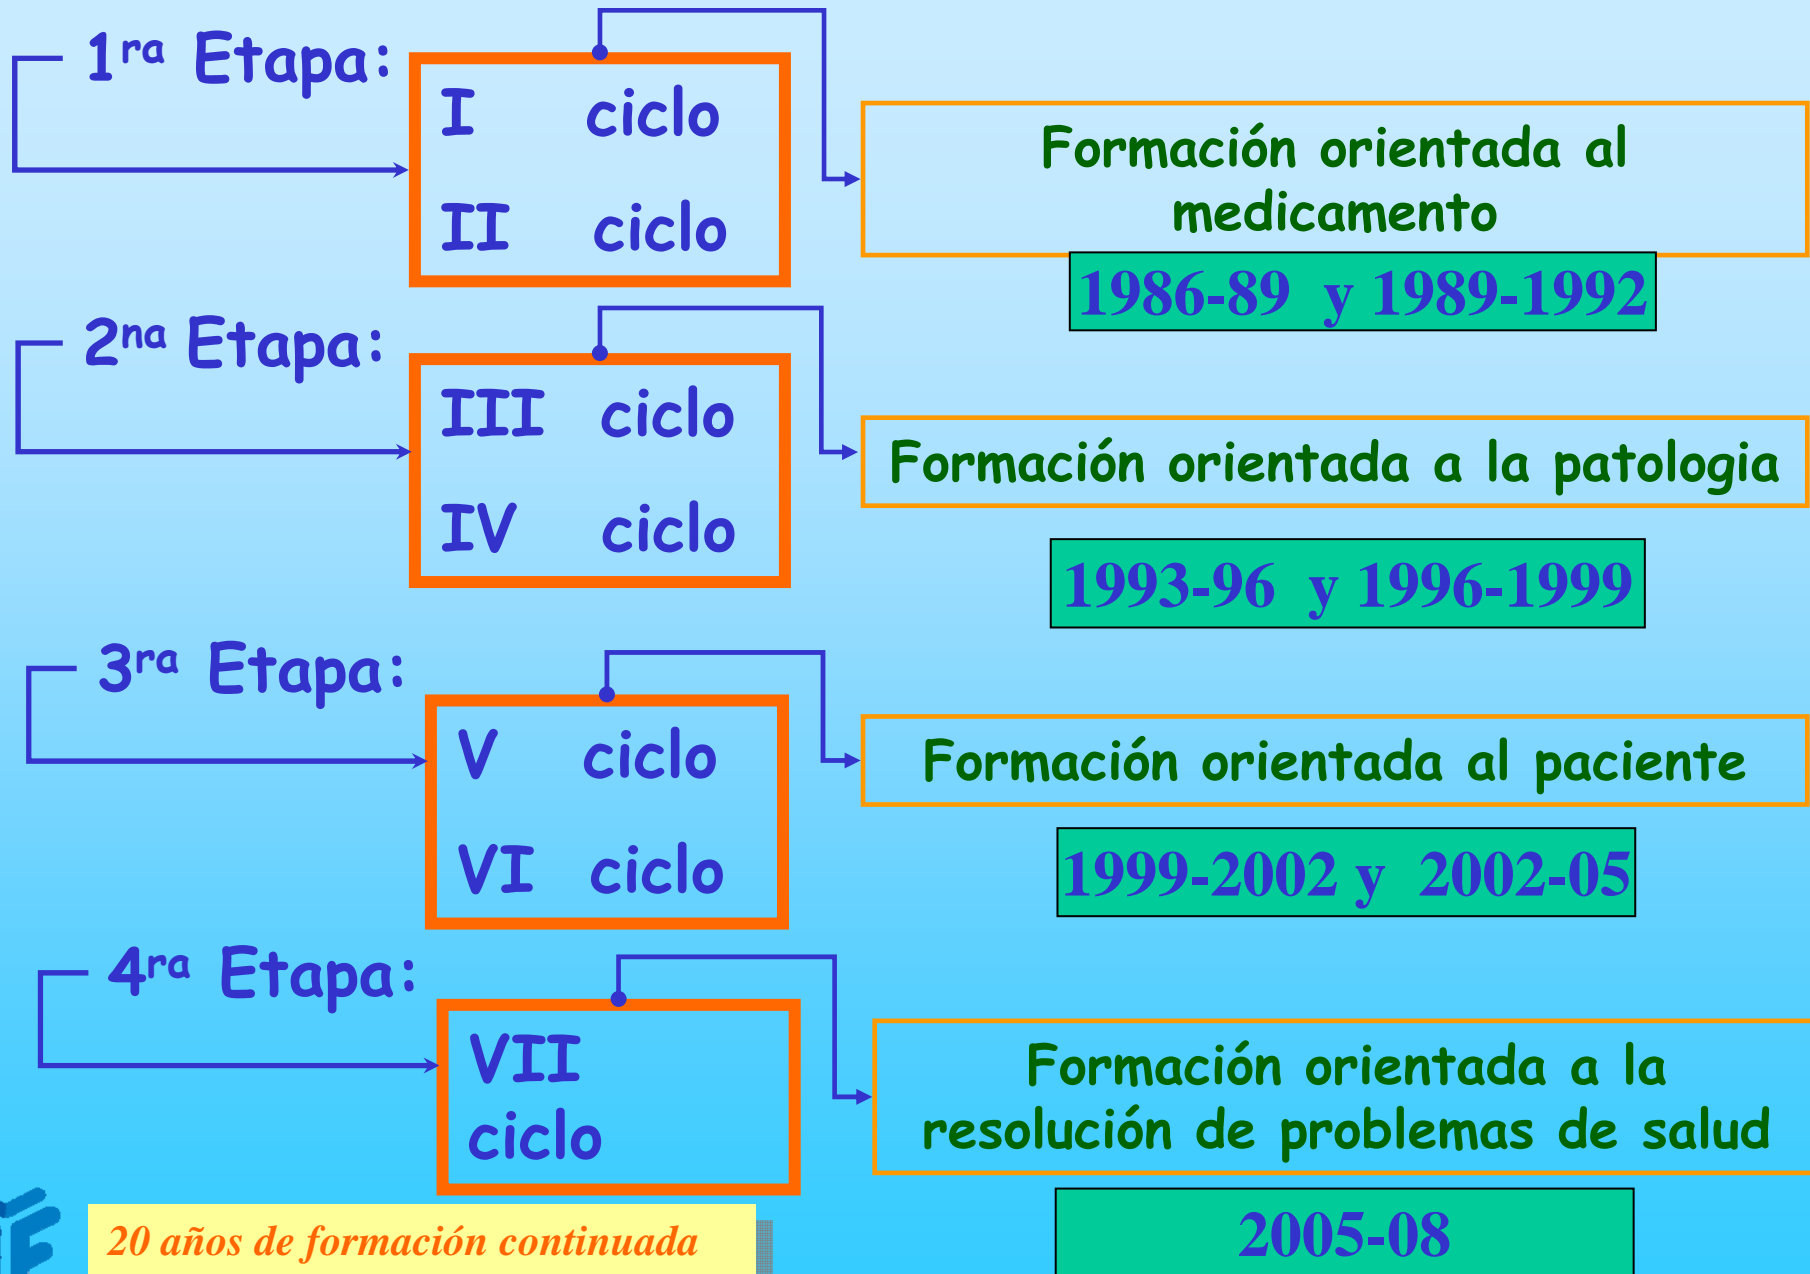 1ra Etapa:
I ciclo
II ciclo
Formación orientada al
medicamento
1986-89 y 1989-1992
2na Etapa:
III ciclo
IV ciclo
Formación orientada a la patologia
1993-96 y 1996-1999
3ra Etapa:
V ciclo
VI ciclo
Formación orientada al paciente
1999-2002 y 2002-05
4ra Etapa:
VII
ciclo
Formación orientada a la
resolución de problemas de salud
2005-08
20 años de formación continuada